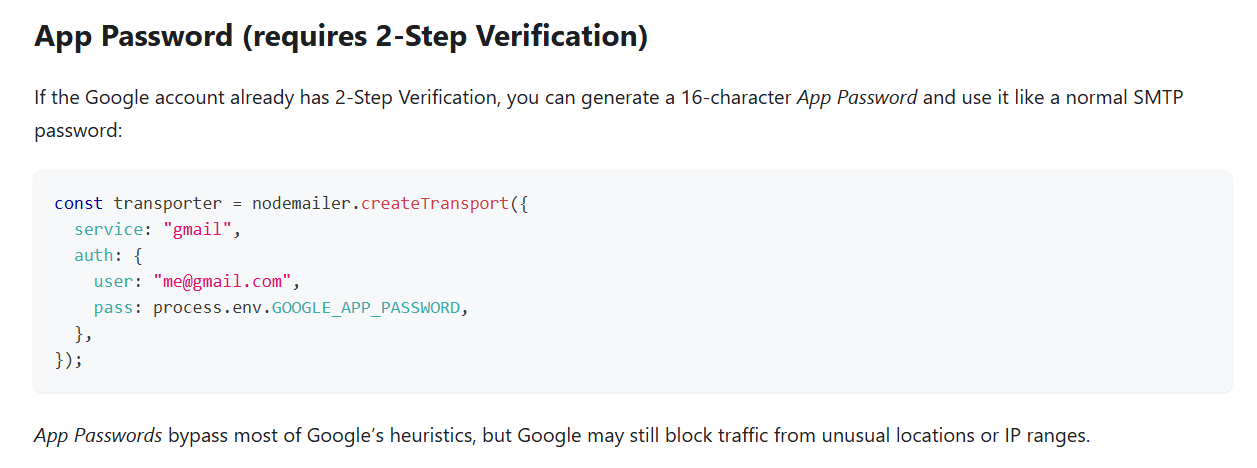 App Password (requires 2-Step Verification)
If the Google account already has 2-Step Verification, you can generate a 16-character App Password and use it like a normal SMTP
password:
const transporter = nodemailer.createTransport({
  service: "gmail",
  auth: {
    user: "me@gmail.com",
    pass: process.env.GOOGLE_APP_PASSWORD,
  },
});
App Passwords bypass most of Google’s heuristics, but Google may still block traffic from unusual locations or IP ranges.